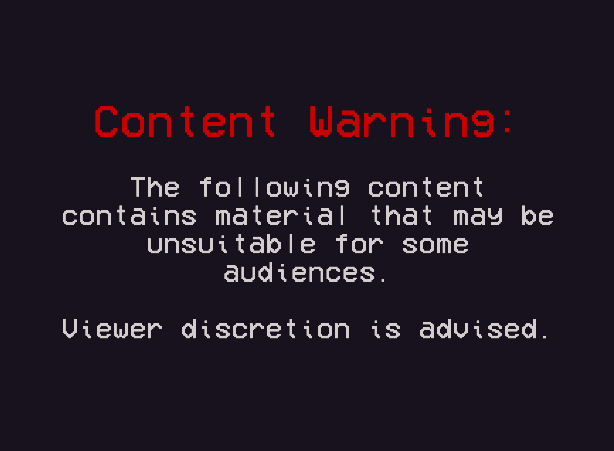 Content Warning:
The following content
contains material that may be
unsuitable for some
audiences.
Viewer discretion is advised.